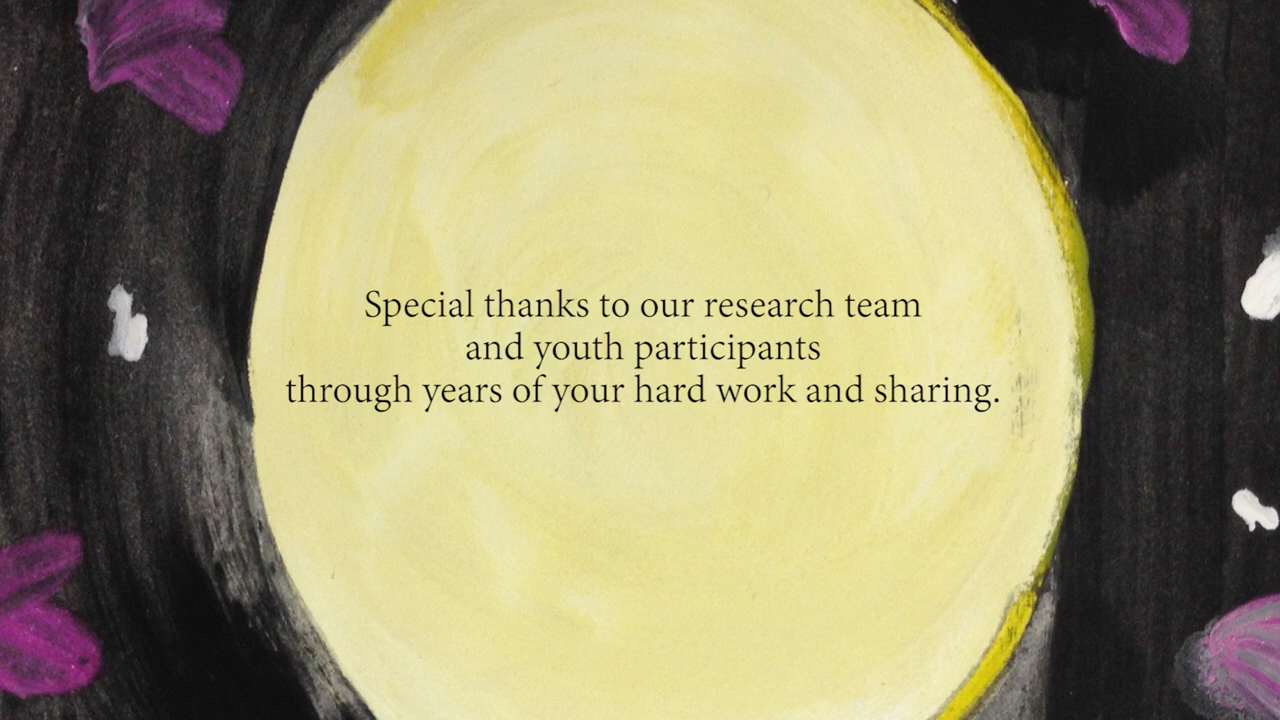 Special thanks to our research team
and youth participants
through years of your hard work and sharing.